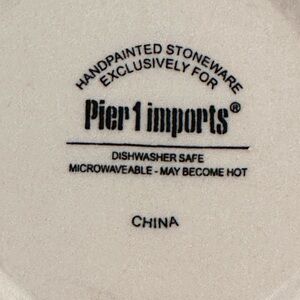 HANDPAINTED STONEWARE
EXCLUSIVELY FOR
Pier 1 imports®
DISHWASHER SAFE
MICROWAVEABLE - MAY BECOME HOT
CHINA